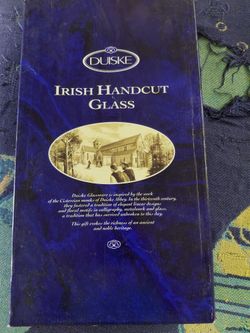 DUISKE
IRISH HANDCUT
GLASS
Duiske Glassware is inspired by the work
of the Cistercian monks of Duiske Abbey. In the thirteenth century,
they fostered a tradition of elegant linear designs
and floral motifs in calligraphy, metalwork and glass,
a tradition that has survived unbroken to this day.
This gift evokes the richness of an ancient
and noble heritage.